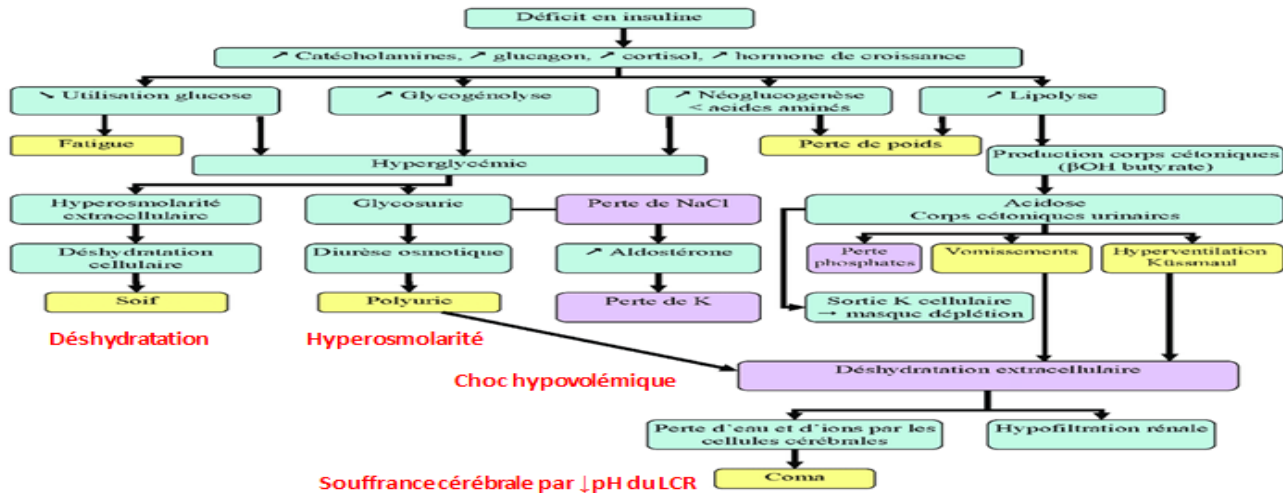 Déficit en insuline
↗ Catécholamines, ↗ glucagon, ↗ cortisol, ↗ hormone de croissance
↘ Utilisation glucose
↗ Glycogénolyse
↗ Néoglucogenèse
< acides aminés
↗ Lipolyse
Fatigue
Hyperglycémie
Perte de poids
Production corps cétoniques
(βOH butyrate)
Hyperosmolarité
extracellulaire
Glycosurie
Perte de NaCl
Acidose
Corps cétoniques urinaires
Déshydratation
cellulaire
Diurèse osmotique
↗ Aldostérone
Perte
phosphates
Vomissements
Hyperventilation
Küssmaul
Soif
Polyurie
Perte de K
Sortie K cellulaire
→ masque déplétion
Déshydratation
Hyperosmolarité
Choc hypovolémique
Déshydratation extracellulaire
Perte d'eau et d'ions par les
cellules cérébrales
Hypofiltration rénale
Souffrance cérébrale par ↓pH du LCR
Coma